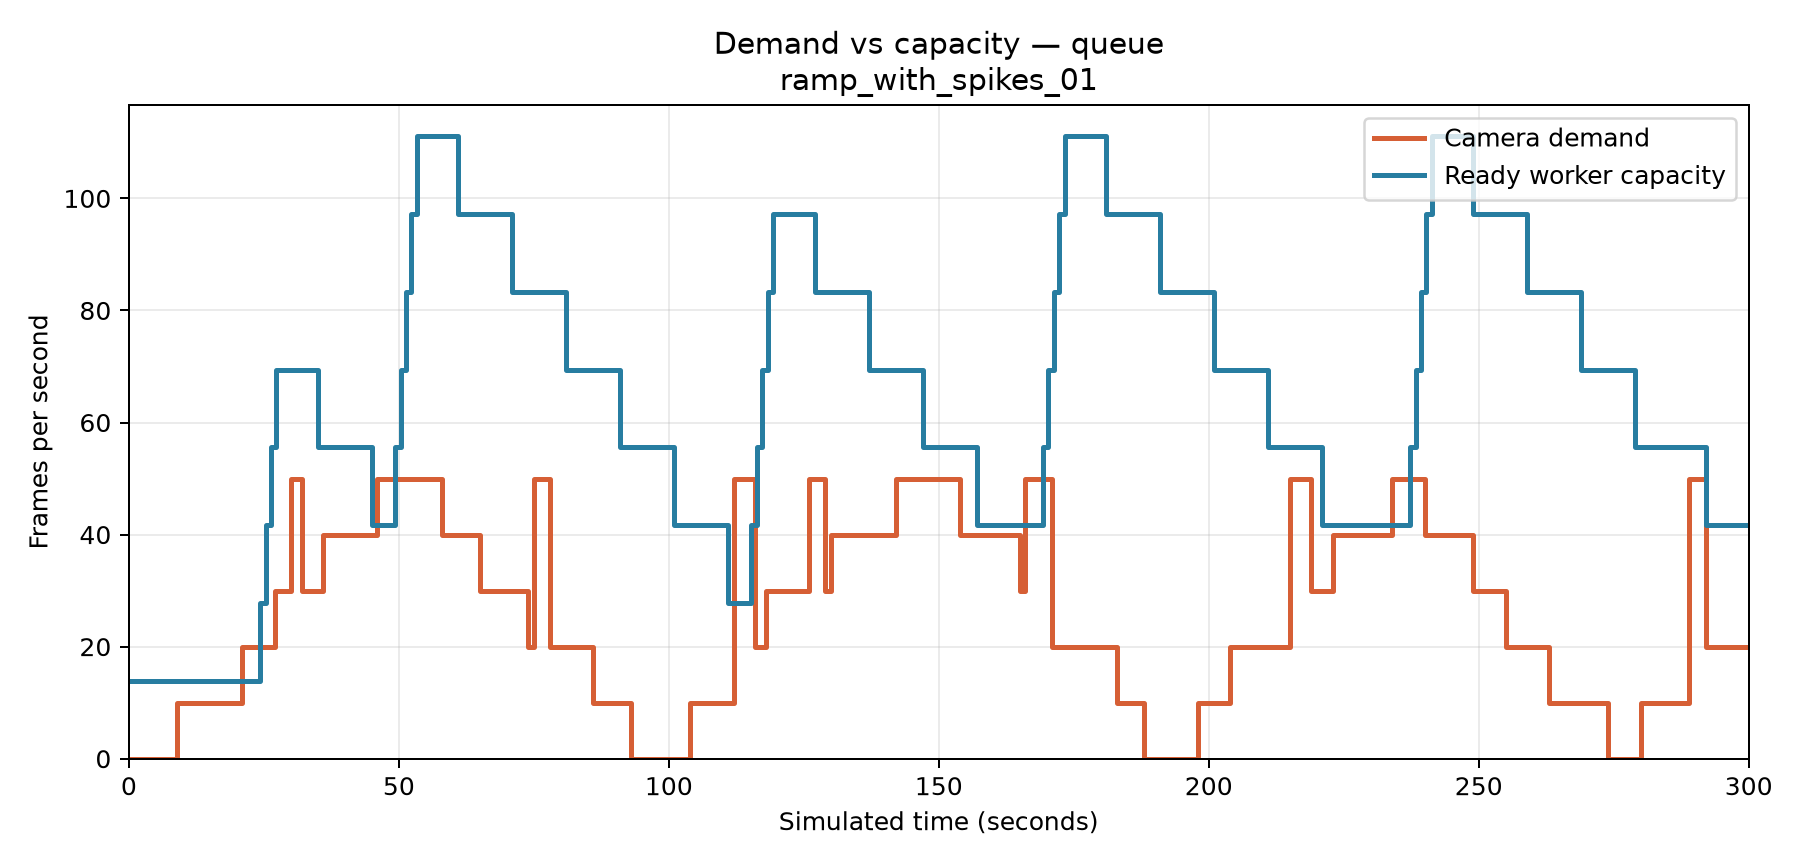 Demand vs capacity — queue
ramp_with_spikes_01
Camera demand
Ready worker capacity
Frames per second
100
80
60
40
20
0
0 50 100 150 200 250 300
Simulated time (seconds)